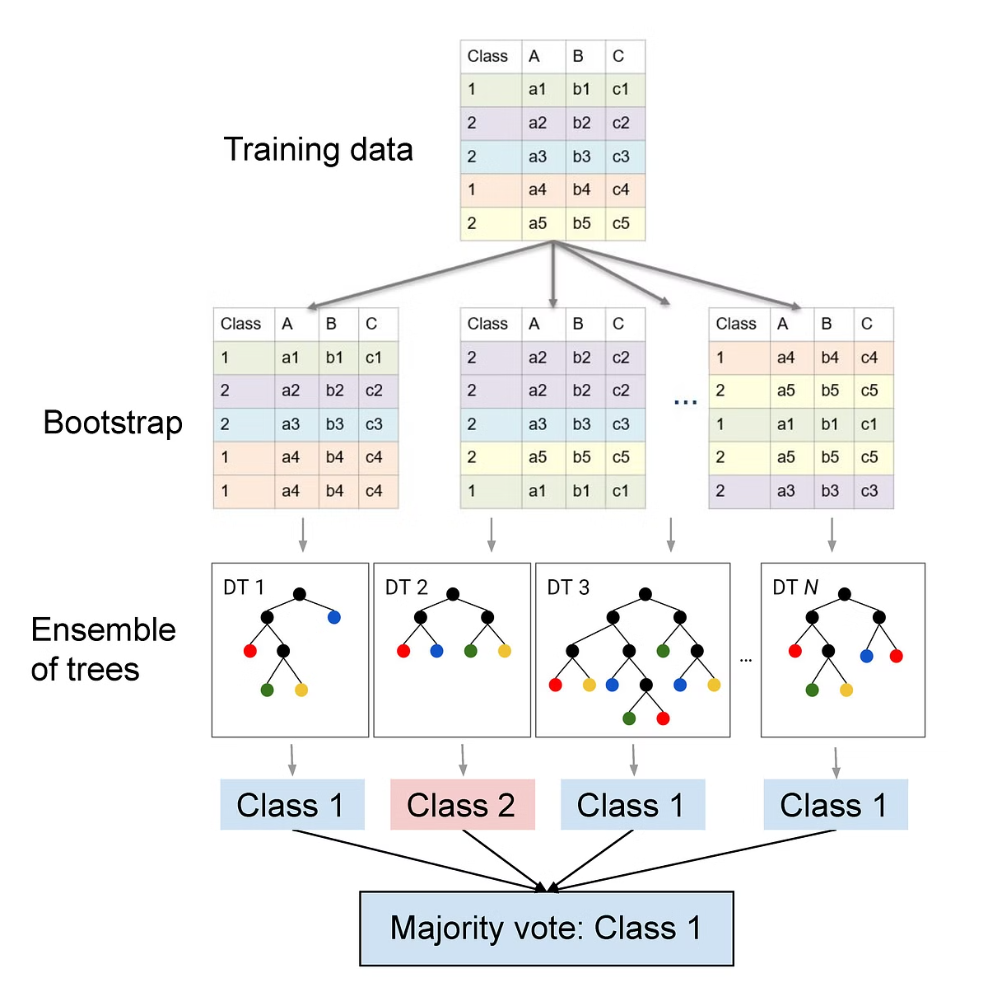 Training data
Class A B C
1 a1 b1 c1
2 a2 b2 c2
2 a3 b3 c3
1 a4 b4 c4
2 a5 b5 c5
Bootstrap
Class A B C
1 a1 b1 c1
2 a2 b2 c2
2 a3 b3 c3
1 a4 b4 c4
1 a4 b4 c4
Class A B C
2 a2 b2 c2
2 a2 b2 c2
2 a3 b3 c3
2 a5 b5 c5
1 a1 b1 c1
...
Class A B C
1 a4 b4 c4
2 a5 b5 c5
1 a1 b1 c1
2 a5 b5 c5
2 a3 b3 c3
Ensemble
of trees
DT 1
DT 2
DT 3
...
DT N
Class 1
Class 2
Class 1
Class 1
Majority vote: Class 1